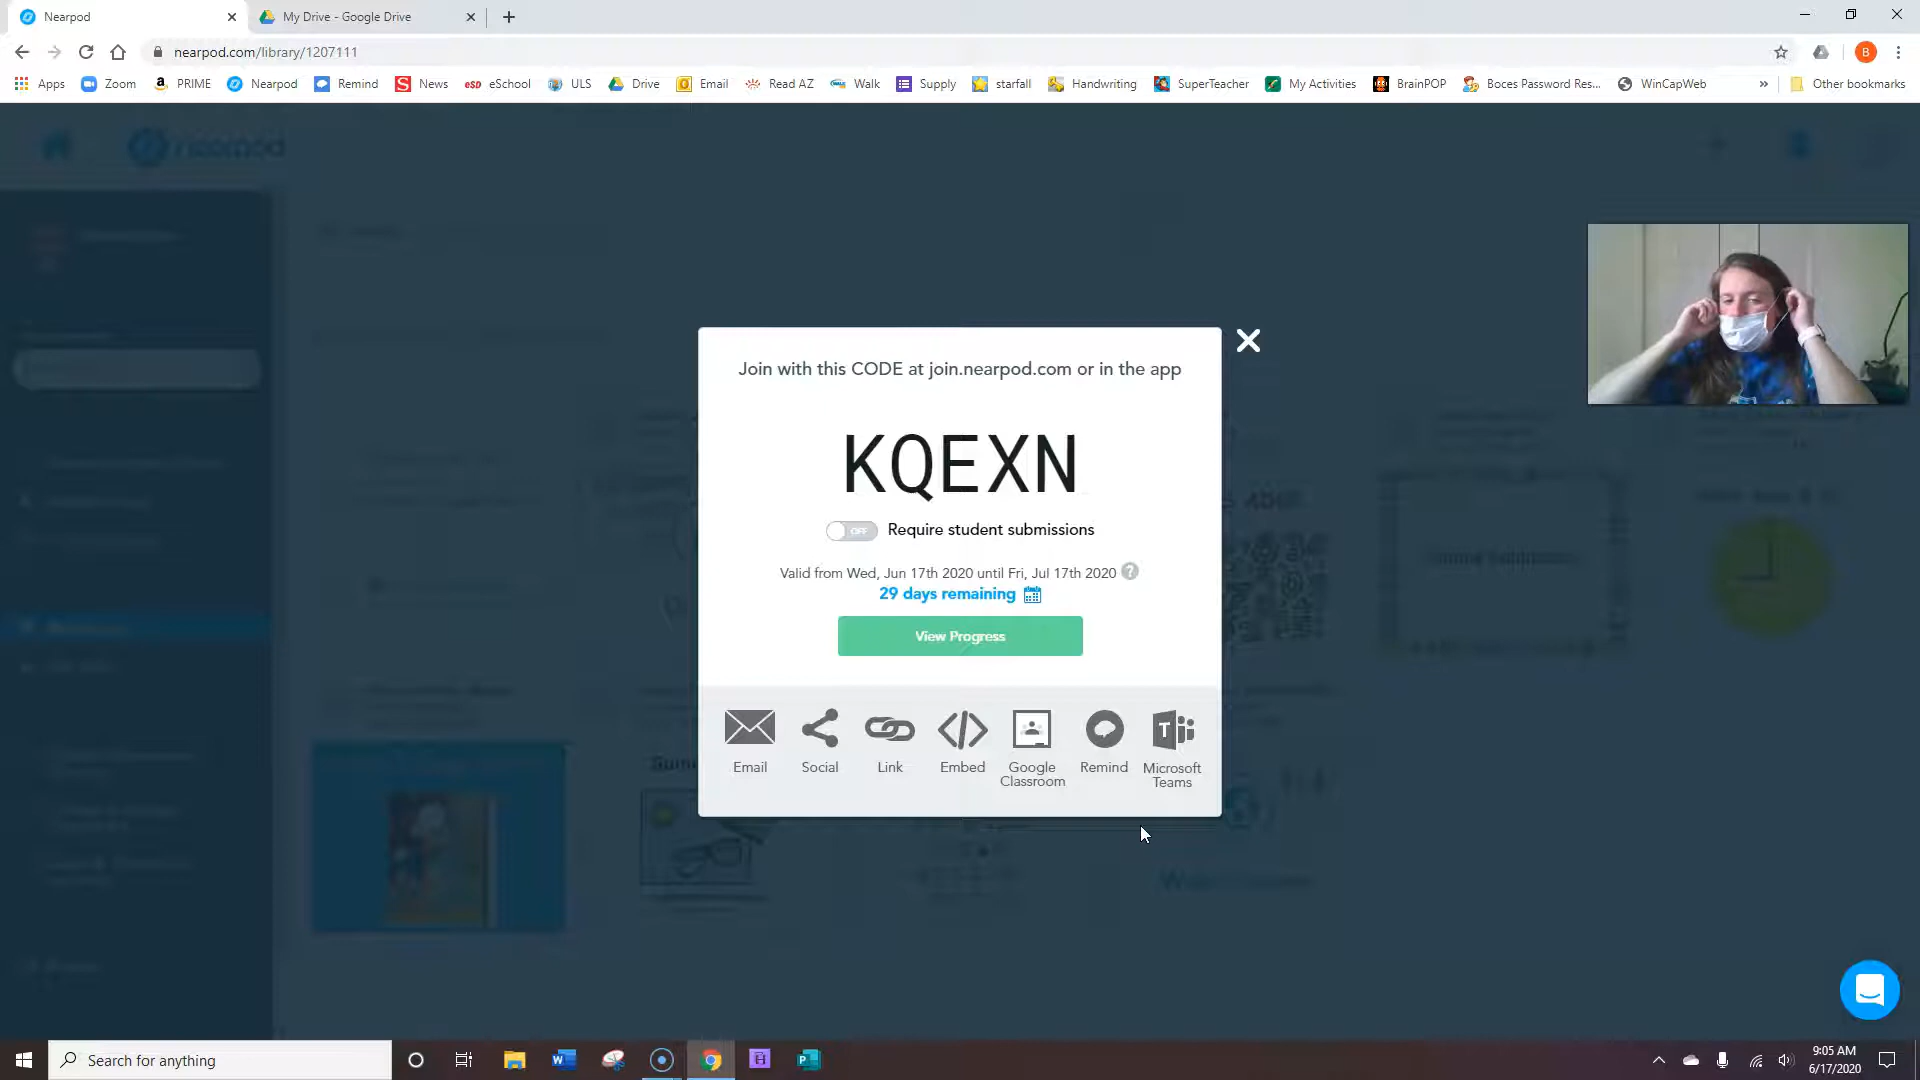 Nearpod
My Drive - Google Drive
nearpod.com/library/1207111
B
Apps Zoom PRIME Nearpod Remind News eSchool ULS Drive Email Read AZ Walk Supply starfall Handwriting SuperTeacher My Activities BrainPOP Boces Password Res... WinCapWeb » Other bookmarks
nearpod
Join with this CODE at join.nearpod.com or in the app
KQEXN
OFF Require student submissions
Valid from Wed, Jun 17th 2020 until Fri, Jul 17th 2020 ?
29 days remaining
View Progress
Email Social Link Embed Google Classroom Remind Microsoft Teams
Search for anything
9:05 AM
6/17/2020